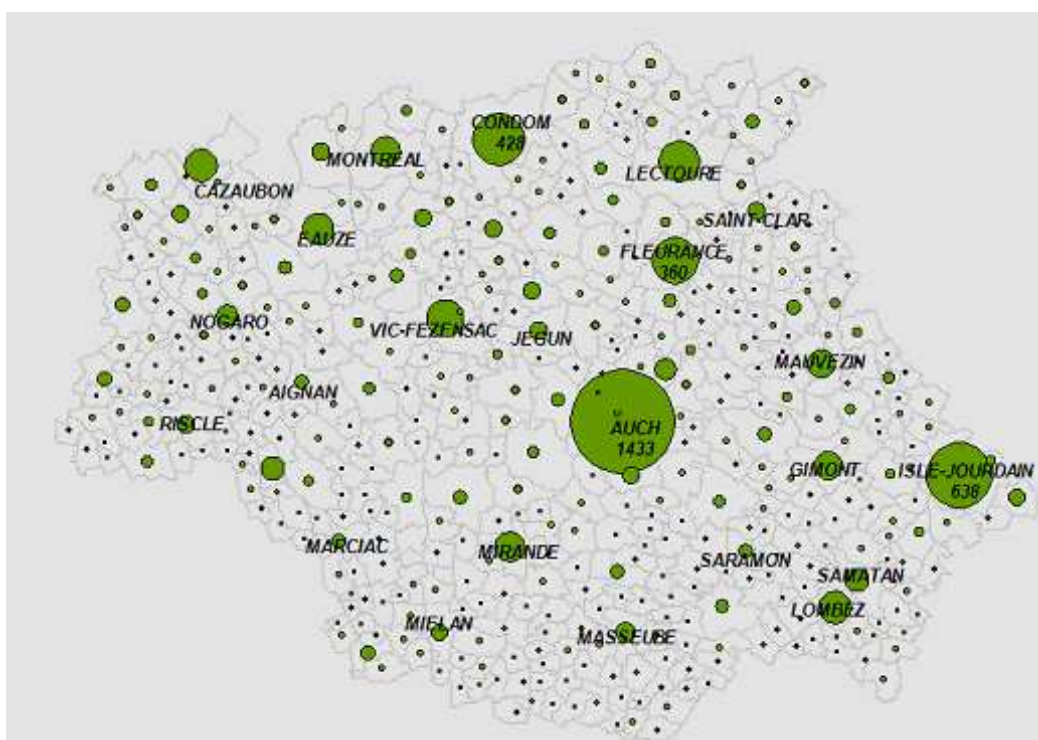 CONDOM
428
MONTREAL
LECTOURE
CAZAUBON
SAINT-CLAR
EAUZE
FLEURANCE
360
NOGARO
VIC-FEZENSAC
JEGUN
MAUVEZIN
AIGNAN
RISCLE
AUCH
1433
GIMONT
ISLE-JOURDAIN
638
MARCIAC
MIRANDE
SARAMON
SAMATAN
LOMBEZ
MIELAN
MASSEUBE